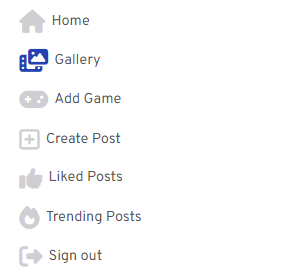 Home
Gallery
Add Game
Create Post
Liked Posts
Trending Posts
Sign out